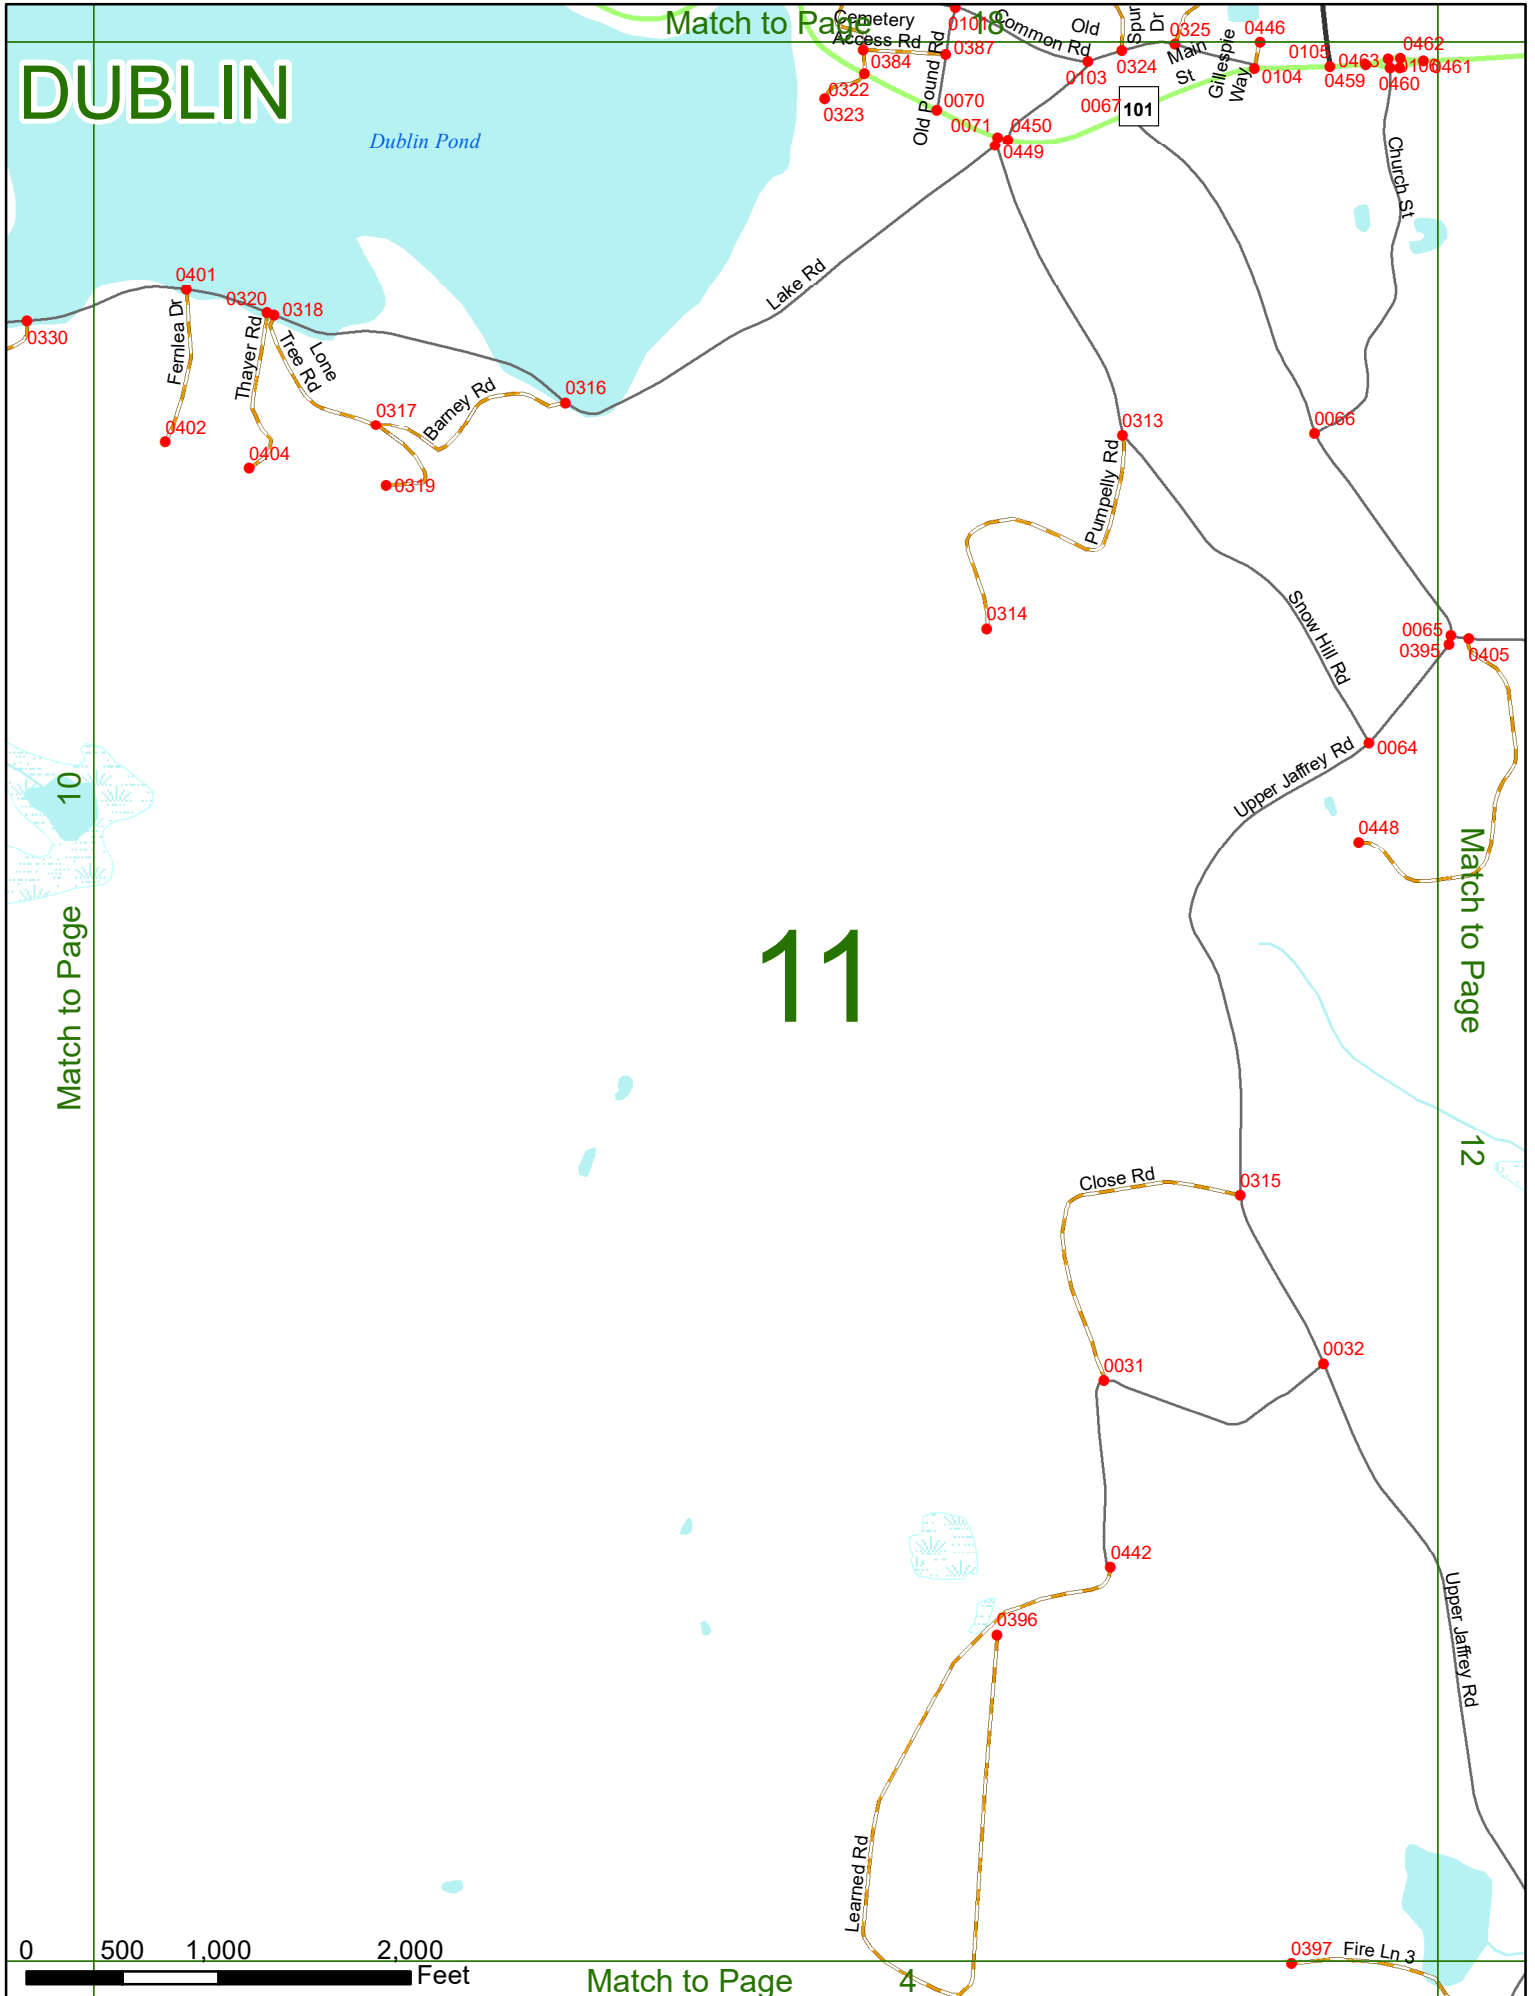 Match to Page 18
DUBLIN
Dublin Pond
Cemetery
Access Rd
0101
Common Rd
Old
Spur
Dr
0325
Main
St
Gillespie
Way
0446
0105
0463
0462
0106
0461
0459
0460
0104
0324
0103
0387
0384
0322
0323
Old Pound Rd
0070
0071
0067
101
0450
0449
Church St
Lake Rd
0401
0320
0318
0330
Fernlea Dr
Thayer Rd
Lone
Tree Rd
0316
Barney Rd
0317
0402
0404
0319
0313
0066
Pumpelly Rd
0314
Snow Hill Rd
0065
0395
0405
0064
Upper Jaffrey Rd
0448
Match to Page 10
11
Match to Page 12
Close Rd
0315
0031
0032
0442
0396
Upper Jaffrey Rd
Learned Rd
0397
Fire Ln 3
0 500 1,000 2,000
Feet
Match to Page 4